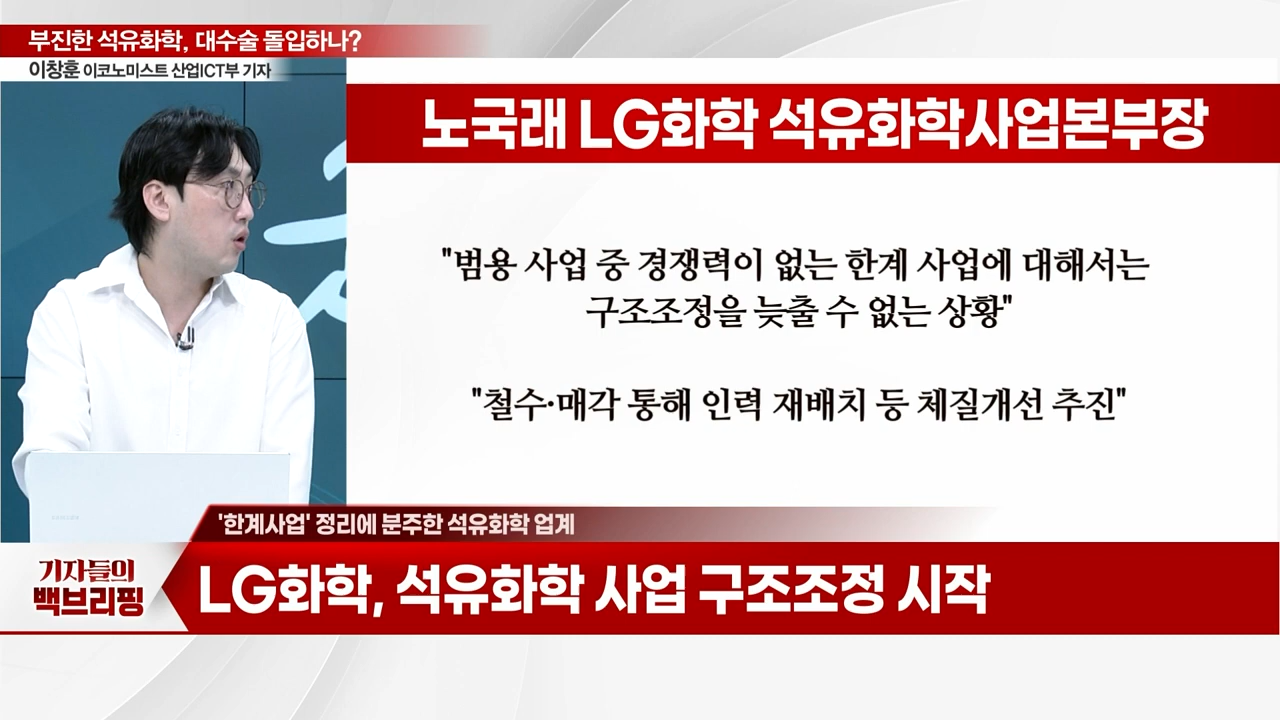 부진한 석유화학, 대수술 돌입하나?
이창훈 이코노미스트 산업ICT부 기자
노국래 LG화학 석유화학사업본부장
"범용 사업 중 경쟁력이 없는 한계 사업에 대해서는
구조조정을 늦출 수 없는 상황"
"철수·매각 통해 인력 재배치 등 체질개선 추진"
'한계사업' 정리에 분주한 석유화학 업계
기자들의
백브리핑
LG화학, 석유화학 사업 구조조정 시작